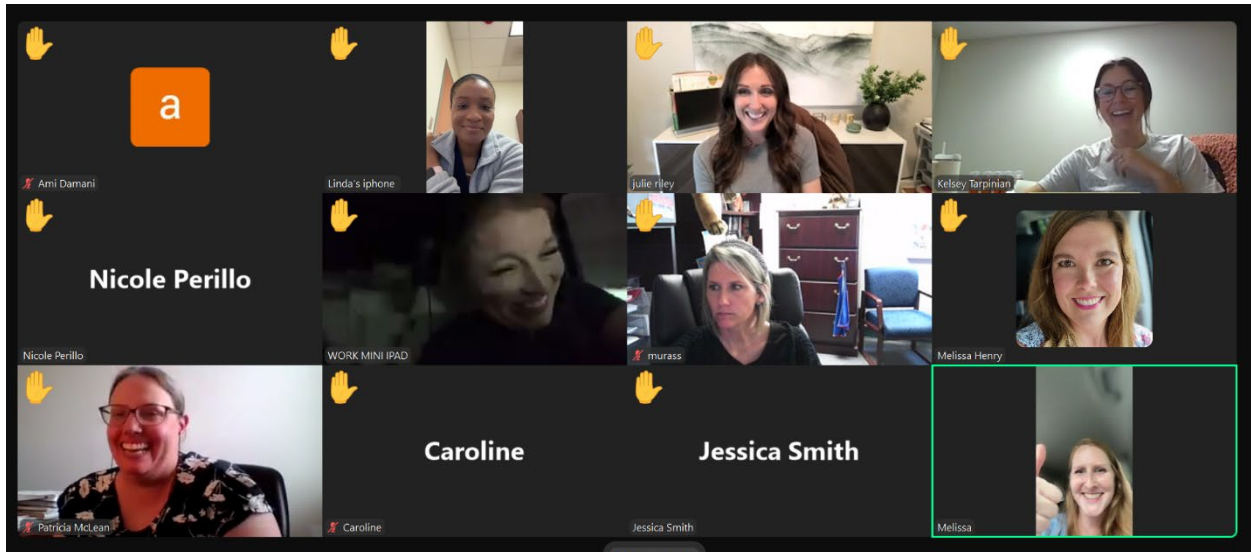 a
Ami Damani
Linda's iphone
julie riley
Kelsey Tarpinian
Nicole Perillo
Nicole Perillo
WORK MINI IPAD
murass
Melissa Henry
Patricia McLean
Caroline
Caroline
Jessica Smith
Jessica Smith
Melissa